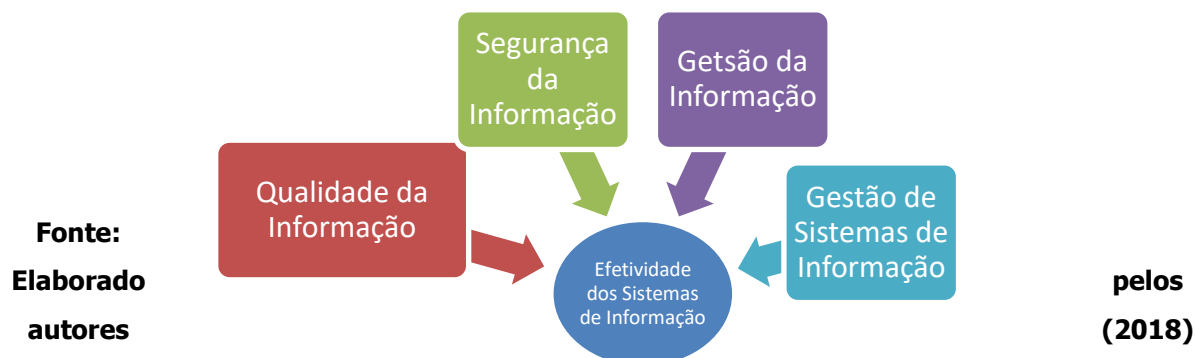 Segurança
da
Informação
Getsão da
Informação
Qualidade da
Informação
Gestão de
Sistemas de
Informação
Efetividade
dos Sistemas
de Informação
Fonte:
Elaborado pelos
autores (2018)